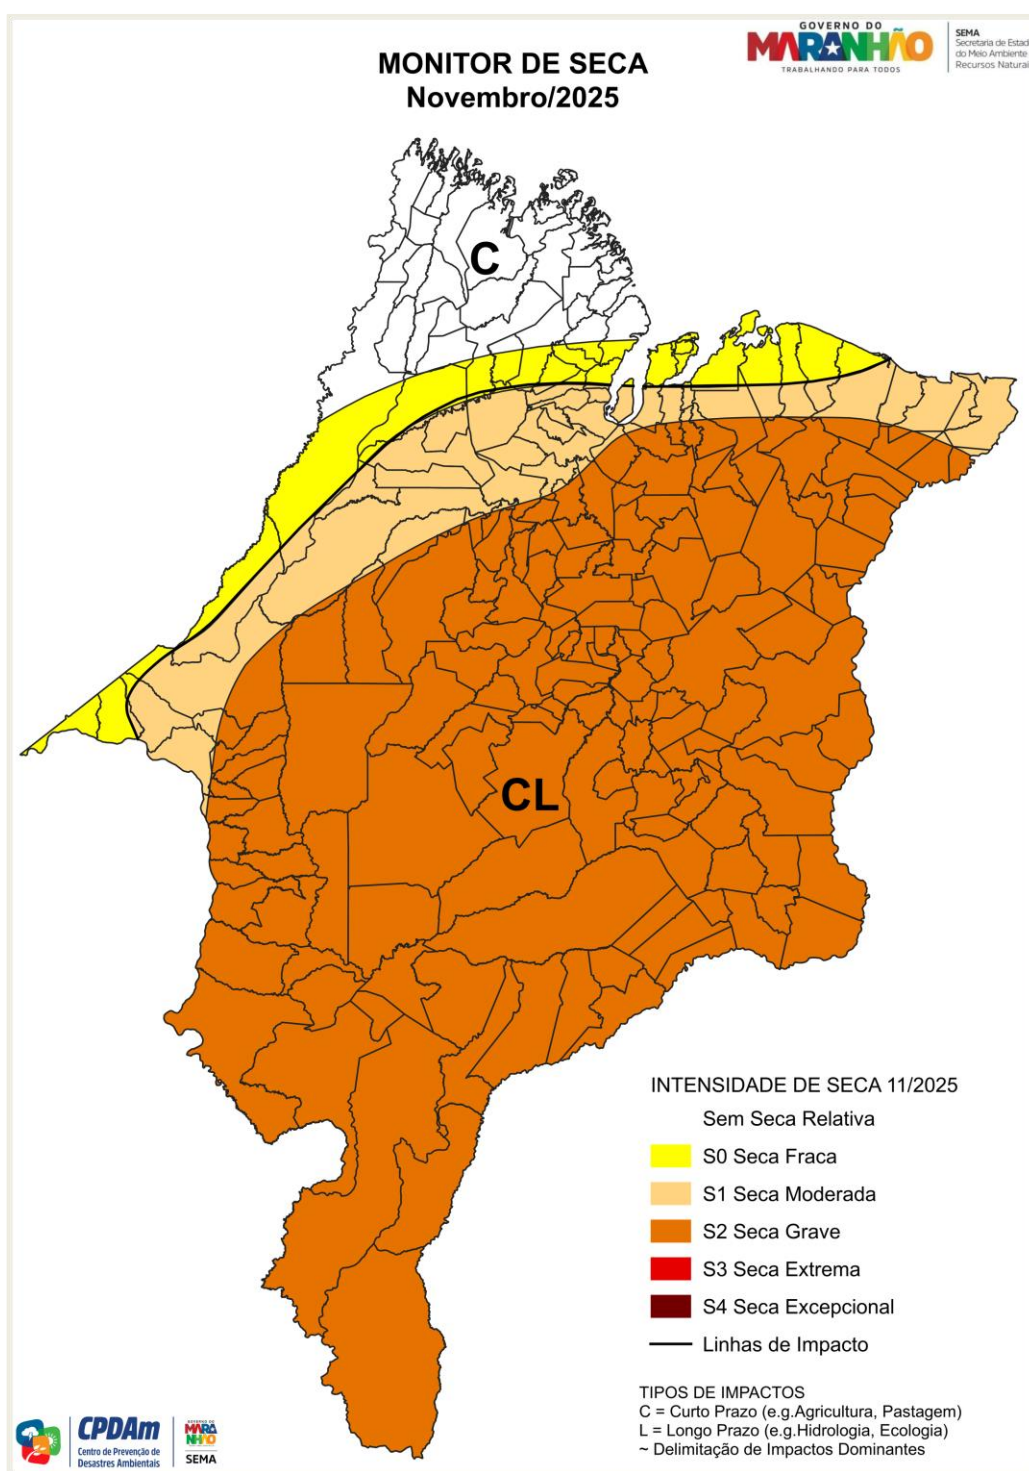 MONITOR DE SECA
Novembro/2025
GOVERNO DO
MARANHÃO
TRABALHANDO PARA TODOS
SEMA
Secretaria de Estad
do Meio Ambiente
Recursos Naturai
C
CL
INTENSIDADE DE SECA 11/2025
Sem Seca Relativa
S0 Seca Fraca
S1 Seca Moderada
S2 Seca Grave
S3 Seca Extrema
S4 Seca Excepcional
Linhas de Impacto
TIPOS DE IMPACTOS
C = Curto Prazo (e.g.Agricultura, Pastagem)
L = Longo Prazo (e.g.Hidrologia, Ecologia)
~ Delimitação de Impactos Dominantes
CPDAm
Centro de Prevenção de
Desastres Ambientais
GOVERNO DO
MARANHÃO
SEMA